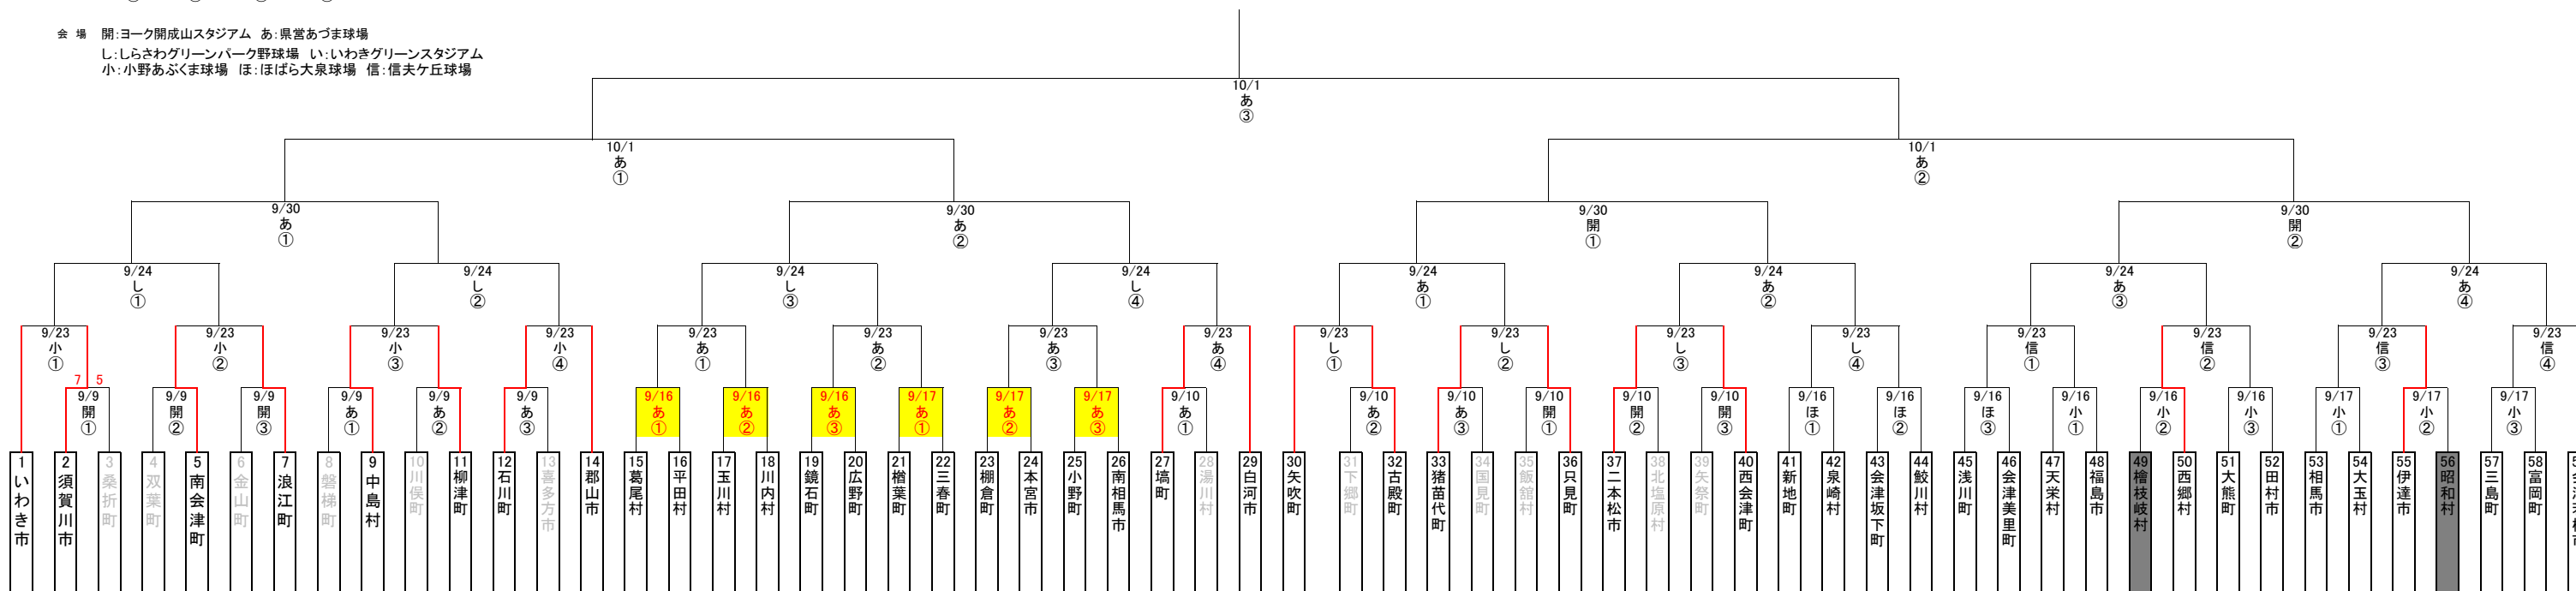 会 場 開：ヨーク開成山スタジアム あ：県営あづま球場
し：しらさわグリーンパーク野球場 い：いわきグリーンスタジアム
小：小野あぶくま球場 ほ：ほばら大泉球場 信：信夫ケ丘球場
10/1
あ
③
10/1
あ
①
10/1
あ
②
9/30
あ
①
9/30
あ
②
9/30
開
①
9/30
開
②
9/24
し
①
9/24
し
②
9/24
し
③
9/24
し
④
9/24
あ
①
9/24
あ
②
9/24
あ
③
9/24
あ
④
9/23
小
①
9/23
小
②
9/23
小
③
9/23
小
④
9/23
あ
①
9/23
あ
②
9/23
あ
③
9/23
あ
④
9/23
し
①
9/23
し
②
9/23
し
③
9/23
し
④
9/23
信
①
9/23
信
②
9/23
信
③
9/23
信
④
7 5
9/9
開
①
9/9
開
②
9/9
開
③
9/9
あ
①
9/9
あ
②
9/9
あ
③
9/16
あ
①
9/16
あ
②
9/16
あ
③
9/17
あ
①
9/17
あ
②
9/17
あ
③
9/10
あ
①
9/10
あ
②
9/10
あ
③
9/10
開
①
9/10
開
②
9/10
開
③
9/16
ほ
①
9/16
ほ
②
9/16
ほ
③
9/16
小
①
9/16
小
②
9/16
小
③
9/17
小
①
9/17
小
②
9/17
小
③
1 いわき市
2 須賀川市
3 桑折町
4 双葉町
5 南会津町
6 金山町
7 浪江町
8 磐梯町
9 中島村
10 川俣町
11 柳津町
12 石川町
13 喜多方市
14 郡山市
15 葛尾村
16 平田村
17 玉川村
18 川内村
19 鏡石町
20 広野町
21 楢葉町
22 三春町
23 棚倉町
24 本宮市
25 小野町
26 南相馬市
27 塙町
28 湯川村
29 白河市
30 矢吹町
31 下郷町
32 古殿町
33 猪苗代町
34 国見町
35 飯舘村
36 只見町
37 二本松市
38 北塩原村
39 矢祭町
40 西会津町
41 新地町
42 泉崎村
43 会津坂下町
44 鮫川村
45 浅川町
46 会津美里町
47 天栄村
48 福島市
49 檜枝岐村
50 西郷村
51 大熊町
52 田村市
53 相馬市
54 大玉村
55 伊達市
56 昭和村
57 三島町
58 富岡町